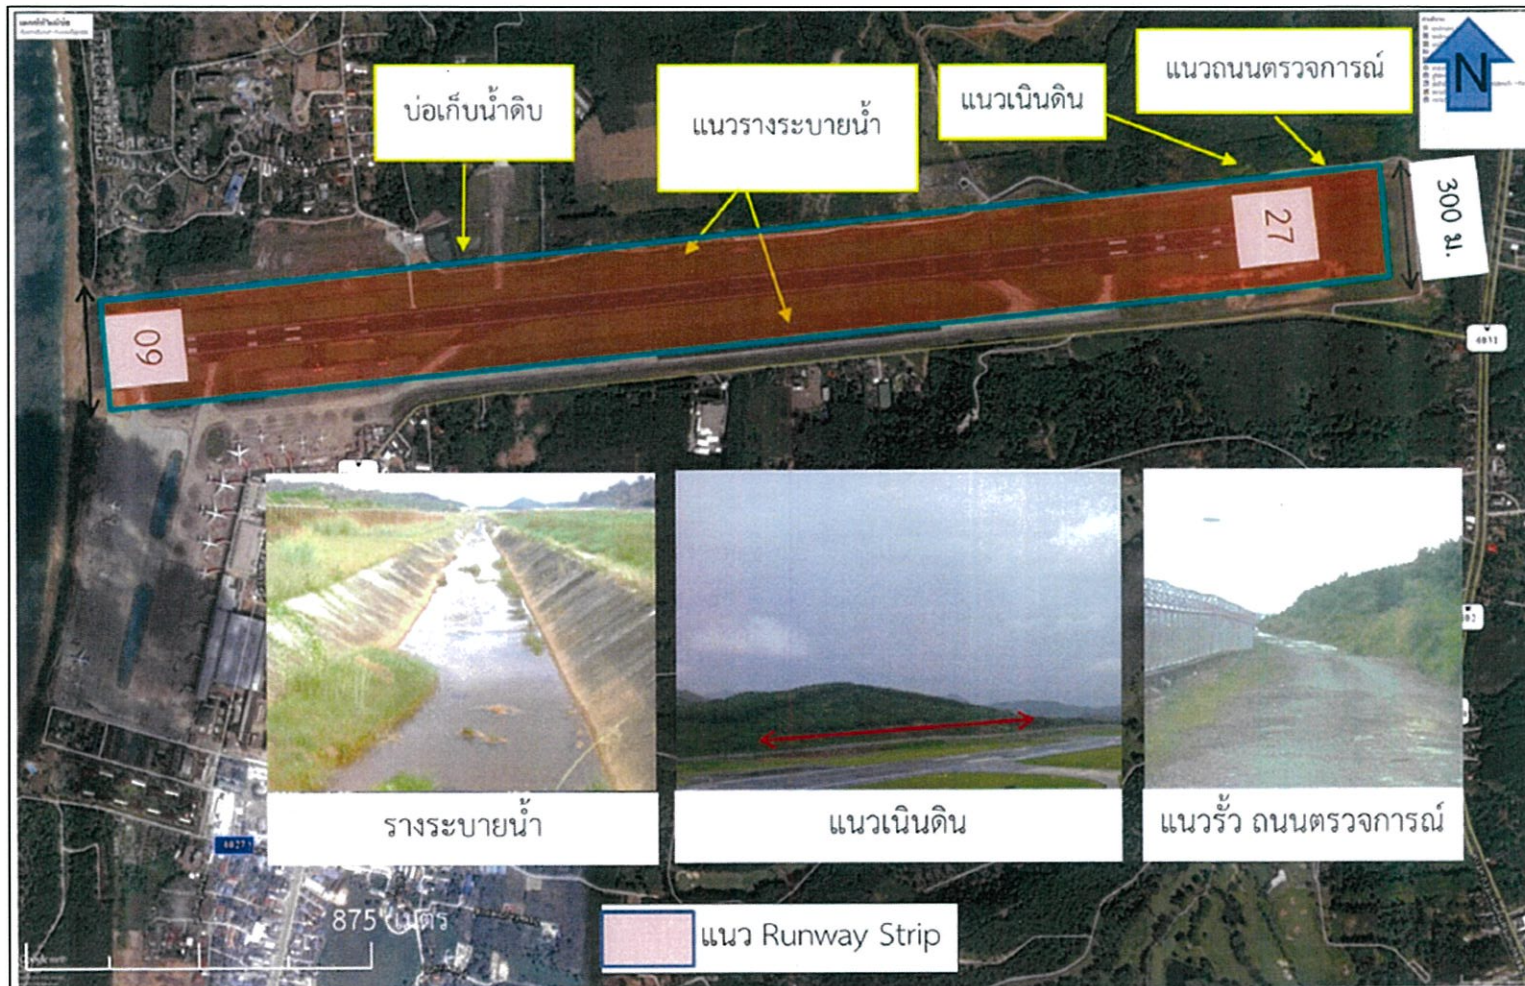 บ่อเก็บน้ำดิบ
แนวรางระบายน้ำ
แนวเนินดิน
แนวถนนตรวจการณ์
N
300 ม.
27
09
4031
รางระบายน้ำ
แนวเนินดิน
แนวรั้ว ถนนตรวจการณ์
4027
875 เมตร
แนว Runway Strip